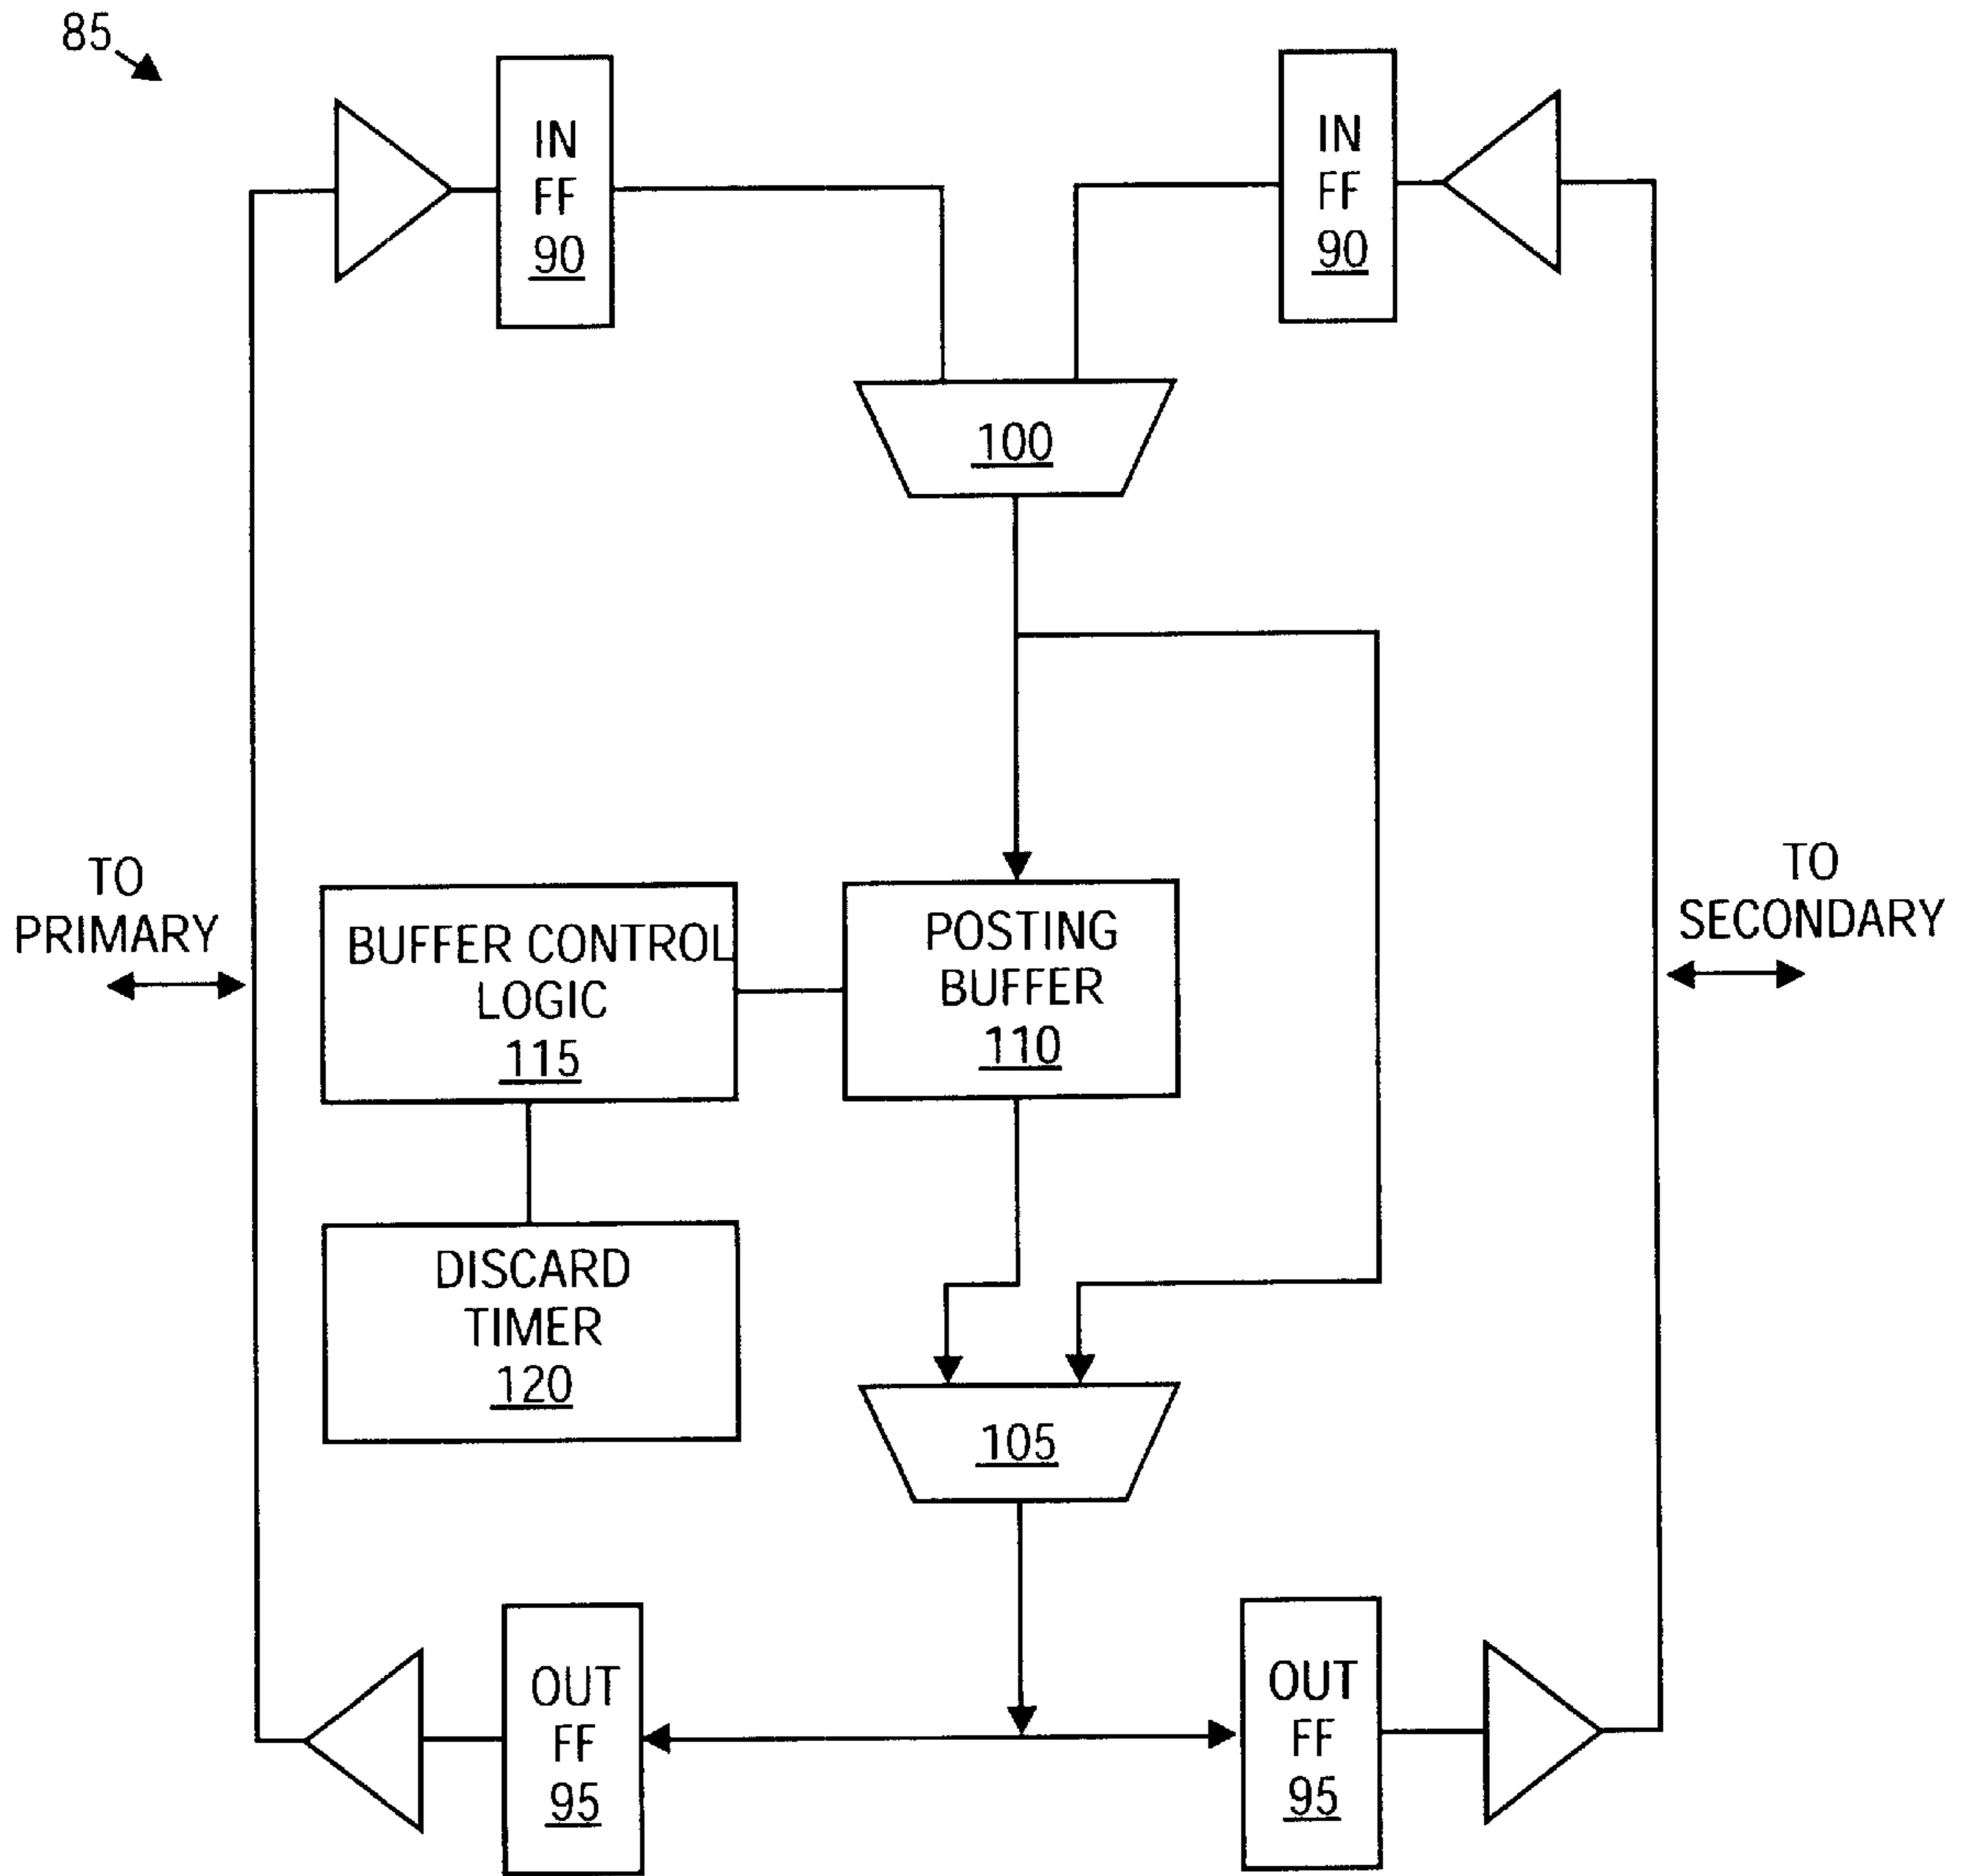 85
IN
FF
90
IN
FF
90
100
TO
PRIMARY
BUFFER CONTROL
LOGIC
115
POSTING
BUFFER
110
TO
SECONDARY
DISCARD
TIMER
120
105
OUT
FF
95
OUT
FF
95